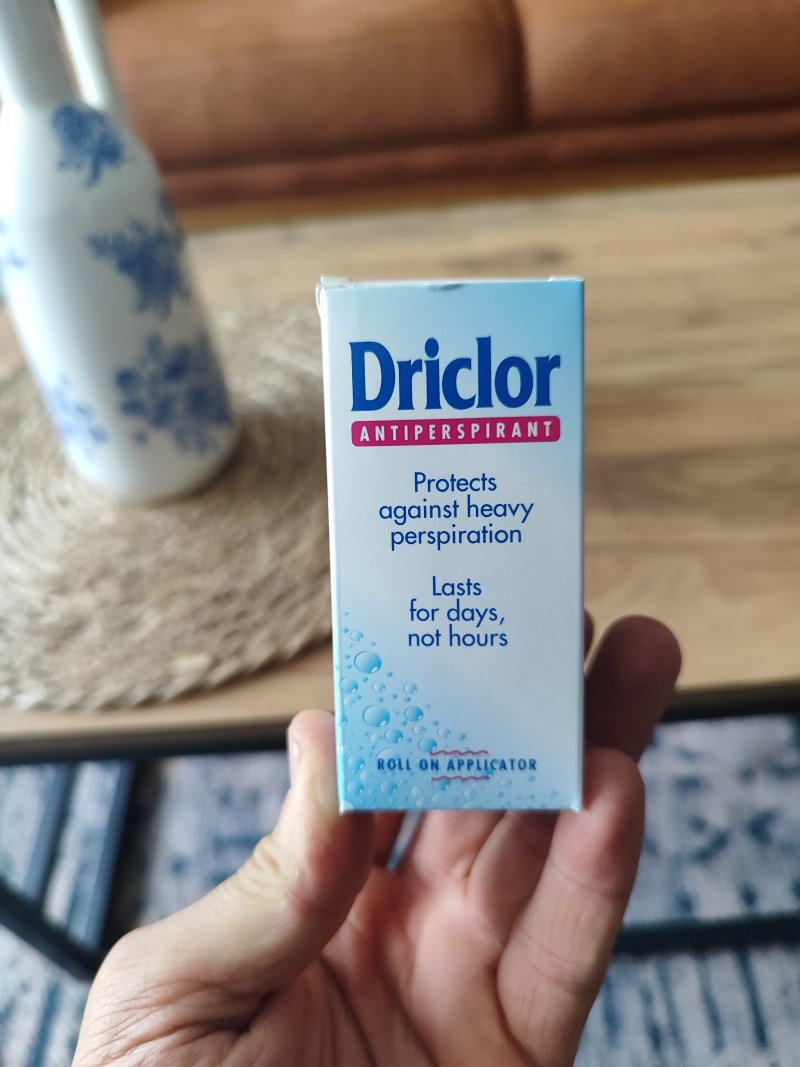 Driclor
ANTIPERSPIRANT
Protects
against heavy
perspiration
Lasts
for days,
not hours
ROLL ON APPLICATOR